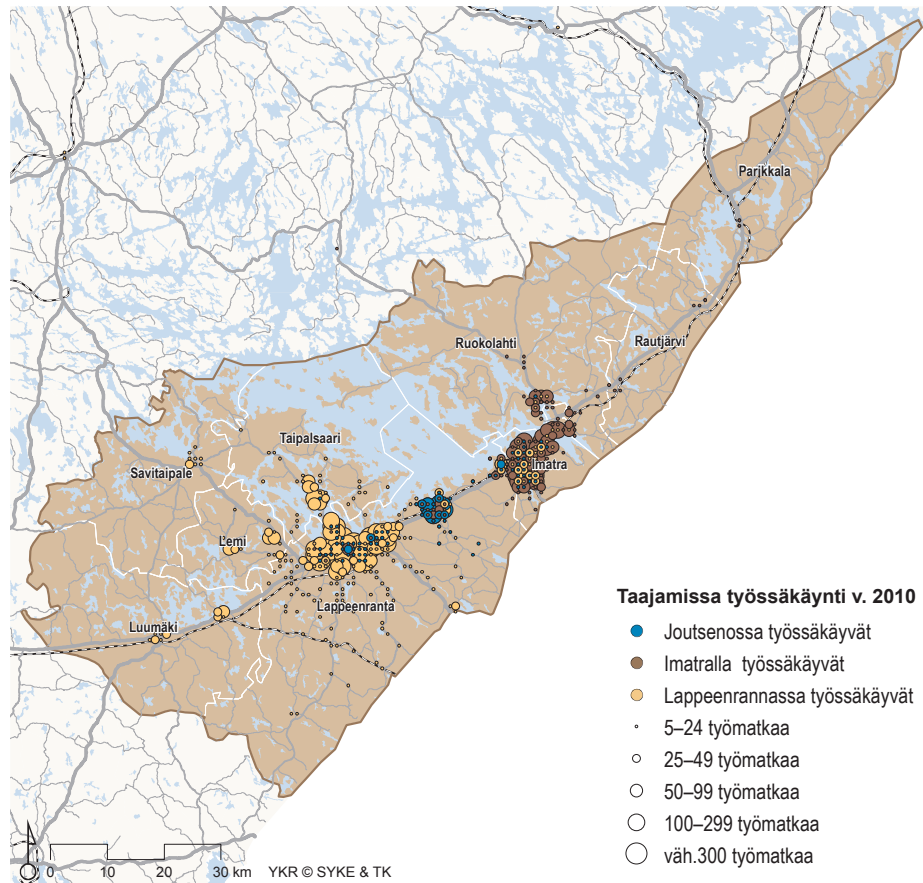 Parikkala
Ruokolahti
Rautjärvi
Taipalsaari
Savitaipale
Imatra
Lemi
Lappeenranta
Luumäki
Taajamissa työssäkäynti v. 2010
Joutsenossa työssäkäyvät
Imatralla työssäkäyvät
Lappeenrannassa työssäkäyvät
5–24 työmatkaa
25–49 työmatkaa
50–99 työmatkaa
100–299 työmatkaa
väh.300 työmatkaa
0 10 20 30 km YKR © SYKE & TK